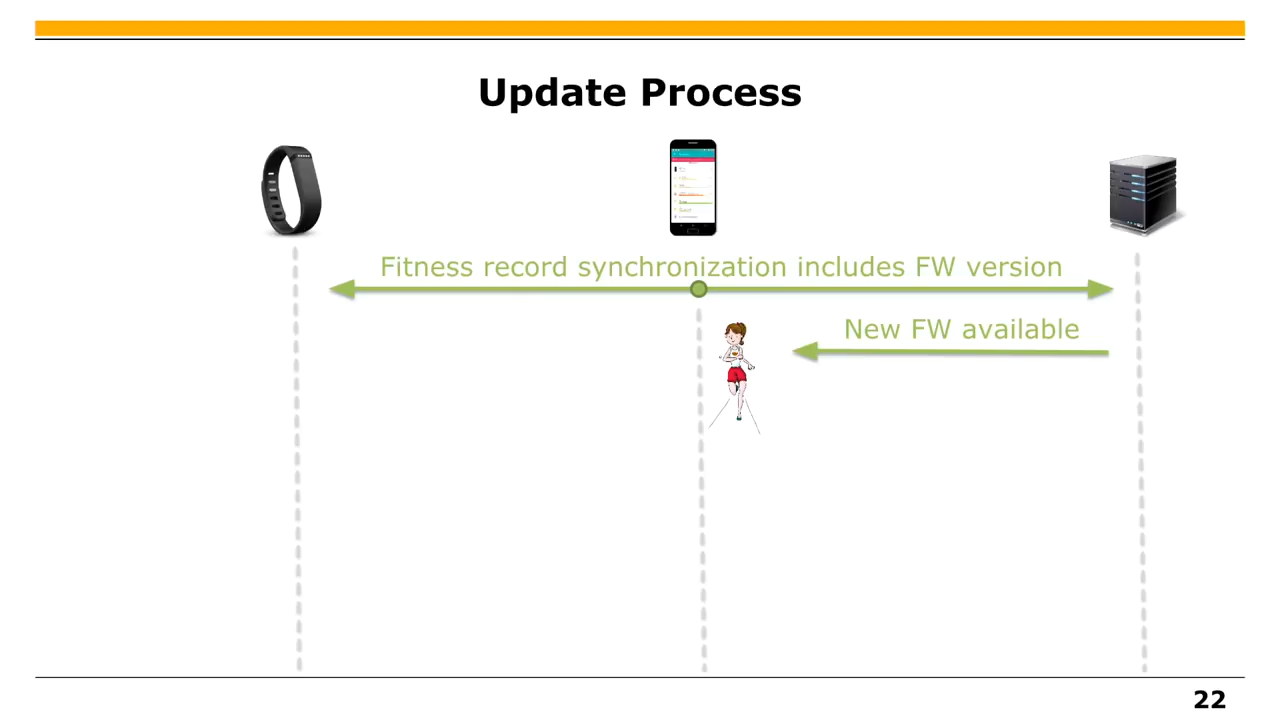 Update Process
Fitness record synchronization includes FW version
New FW available
22